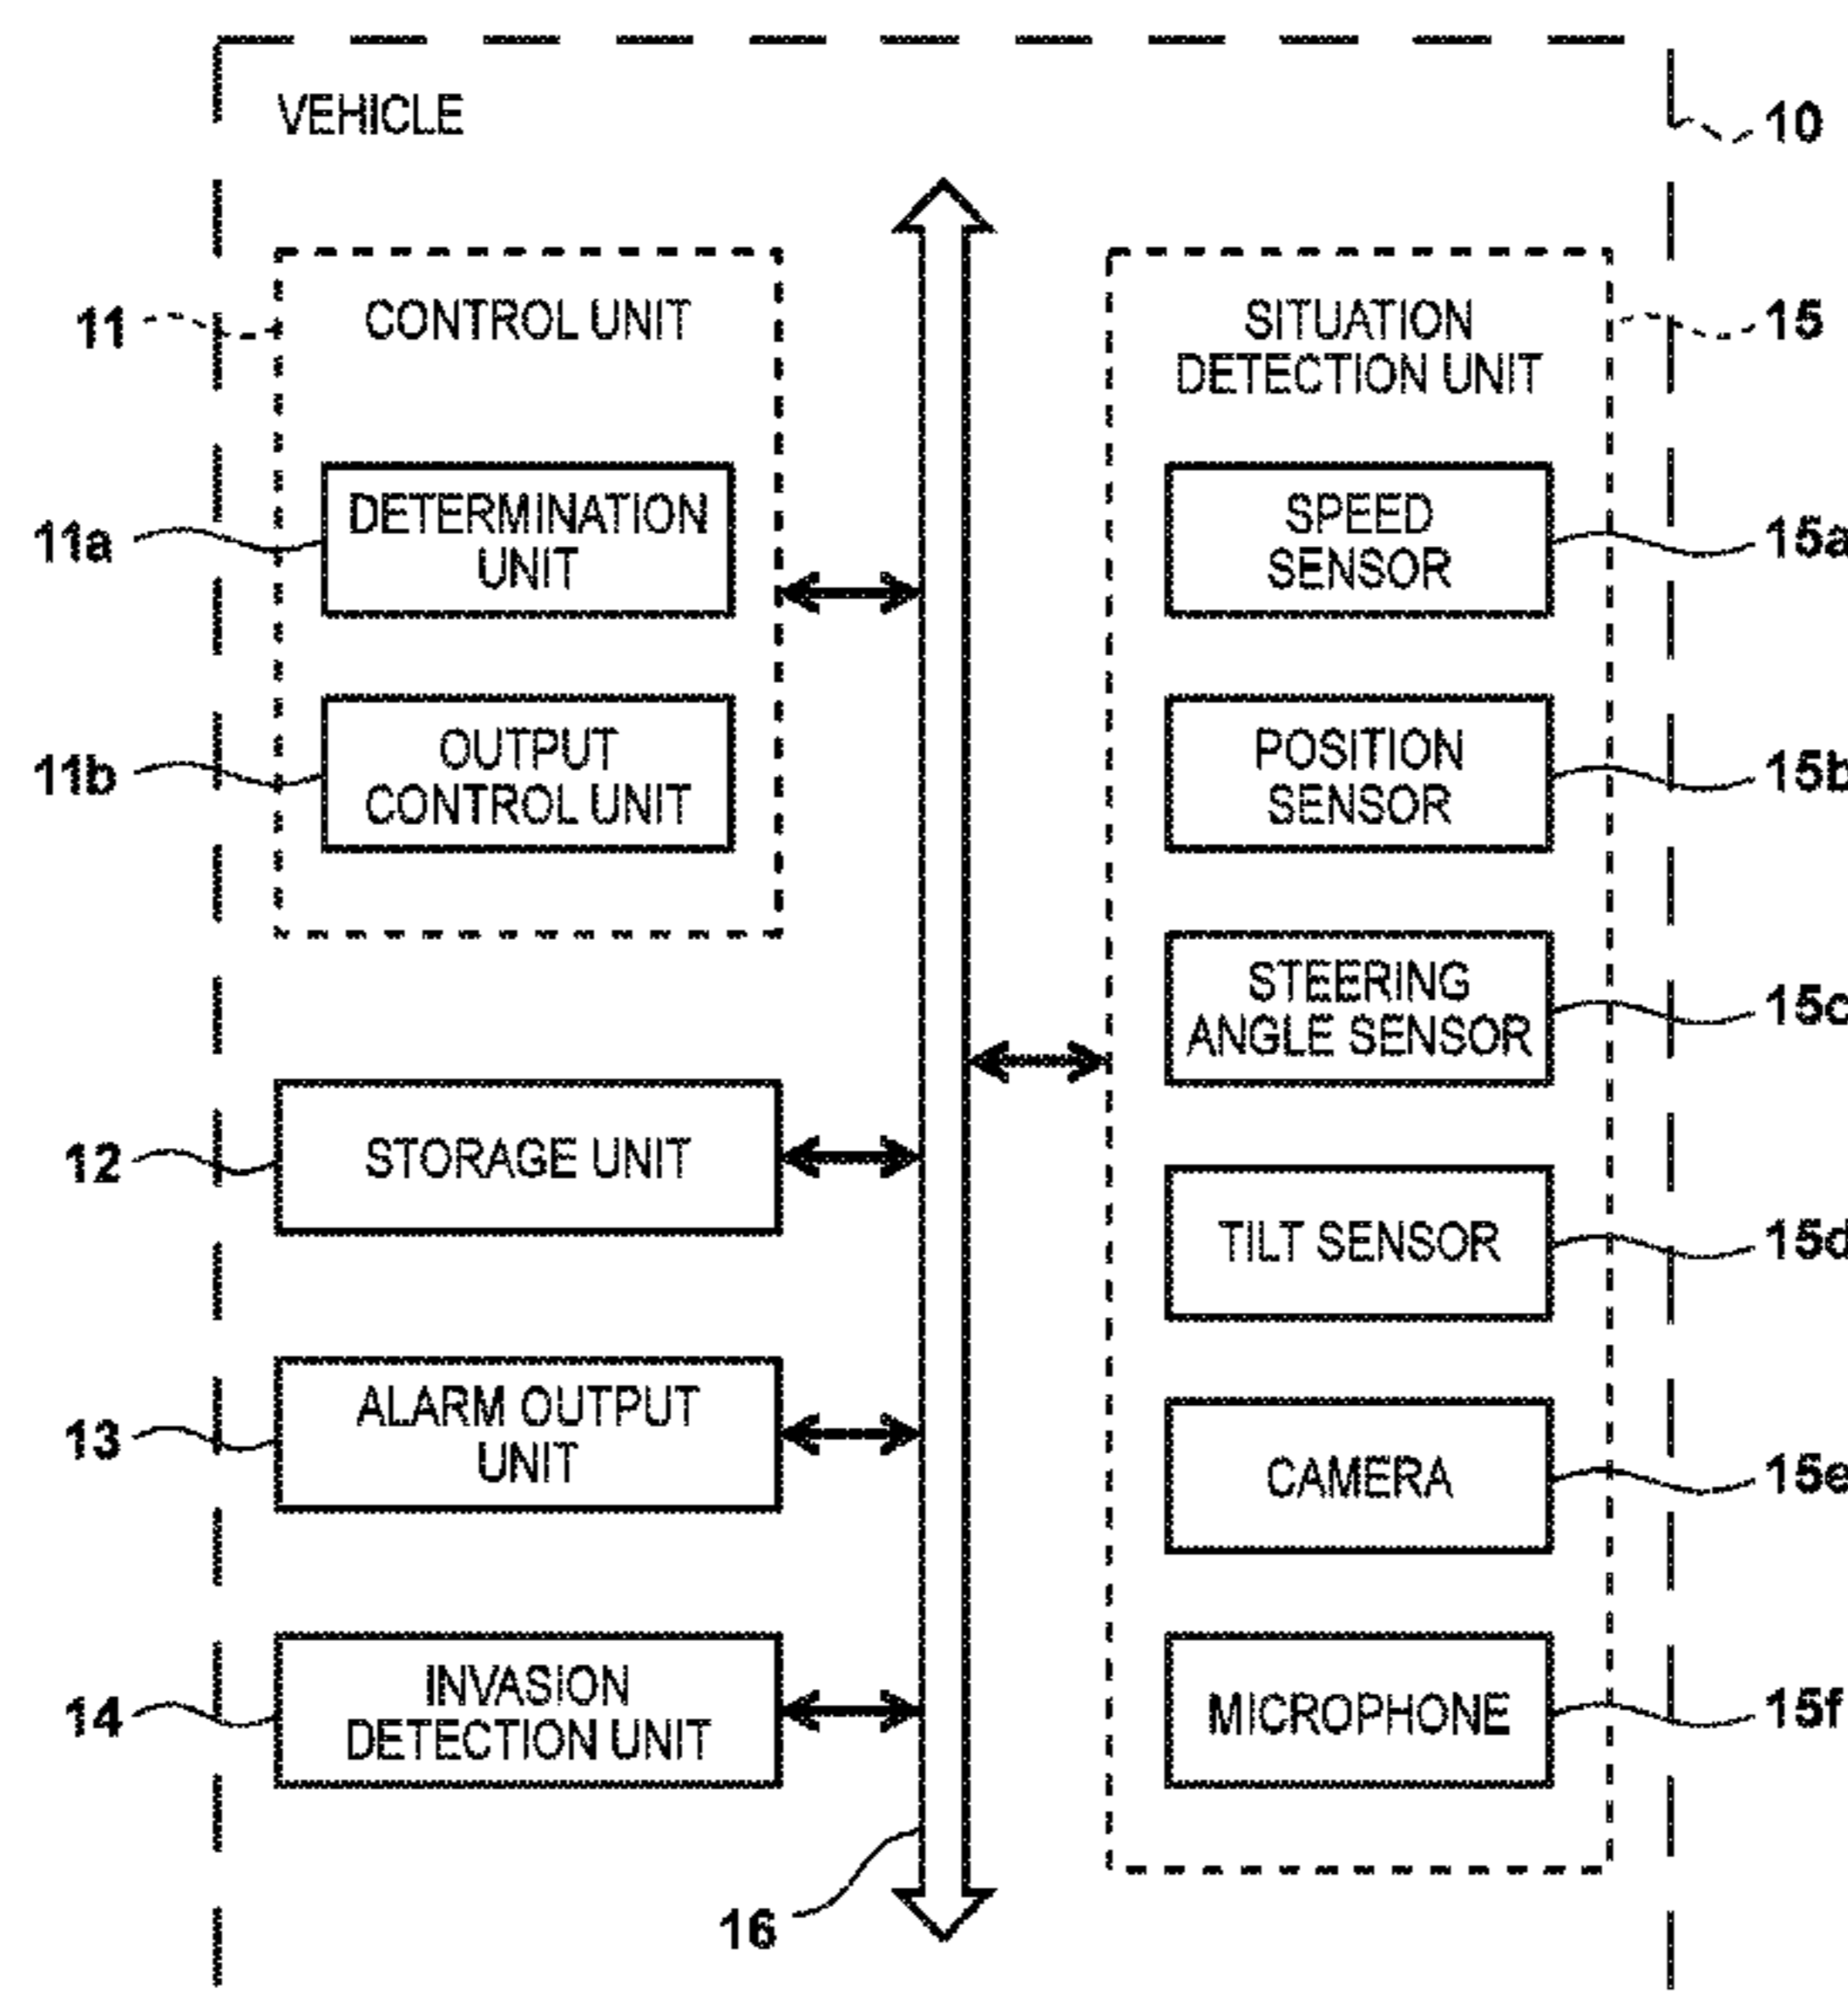 VEHICLE
10
11
CONTROL UNIT
11a
DETERMINATION
UNIT
11b
OUTPUT
CONTROL UNIT
12
STORAGE UNIT
13
ALARM OUTPUT
UNIT
14
INVASION
DETECTION UNIT
16
SITUATION
DETECTION UNIT
15
SPEED
SENSOR
15a
POSITION
SENSOR
15b
STEERING
ANGLE SENSOR
15c
TILT SENSOR
15d
CAMERA
15e
MICROPHONE
15f